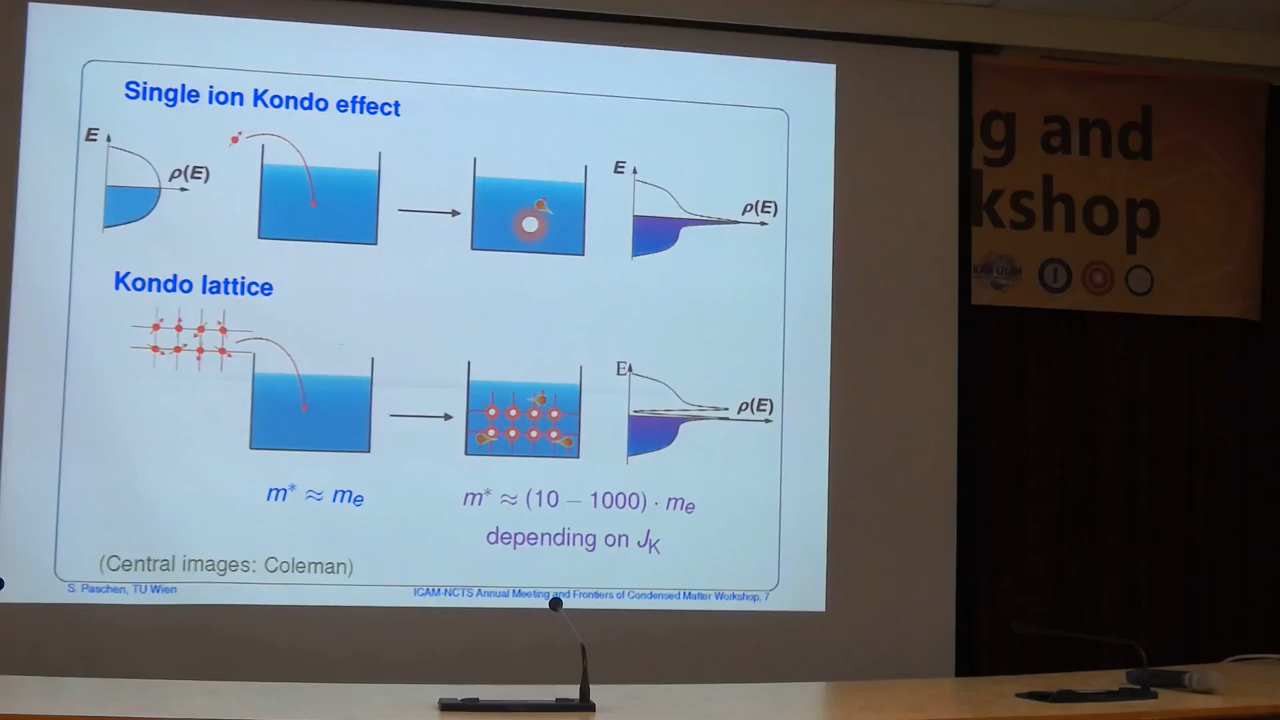 Single ion Kondo effect
E
ρ(E)
E
ρ(E)
Kondo lattice
E
ρ(E)
m* ≈ me
m* ≈ (10 − 1000) · me
depending on JK
(Central images: Coleman)
S. Paschen, TU Wien
ICAM-NCTS Annual Meeting and Frontiers of Condensed Matter Workshop, 7
g and
kshop